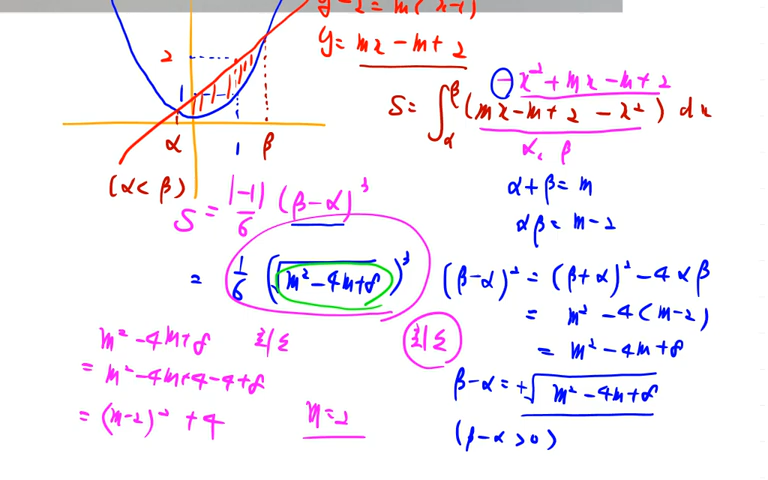 y-2=m(x-1)
y=mx-m+2
2
1
α
1
β
(α<β)
-x²+mx-m+2
S=∫_α^β(mx-m+2-x²)dx
α, β
α+β=m
αβ=m-2
S=|-1|/6(β-α)³
=1/6(√m²-4m+8)³
최소
(β-α)²=(β+α)²-4αβ
=m²-4(m-2)
=m²-4m+8
β-α=+√m²-4m+8
(β-α>0)
m²-4m+8 최소
=m²-4m+4-4+8
=(m-2)²+4
m=2